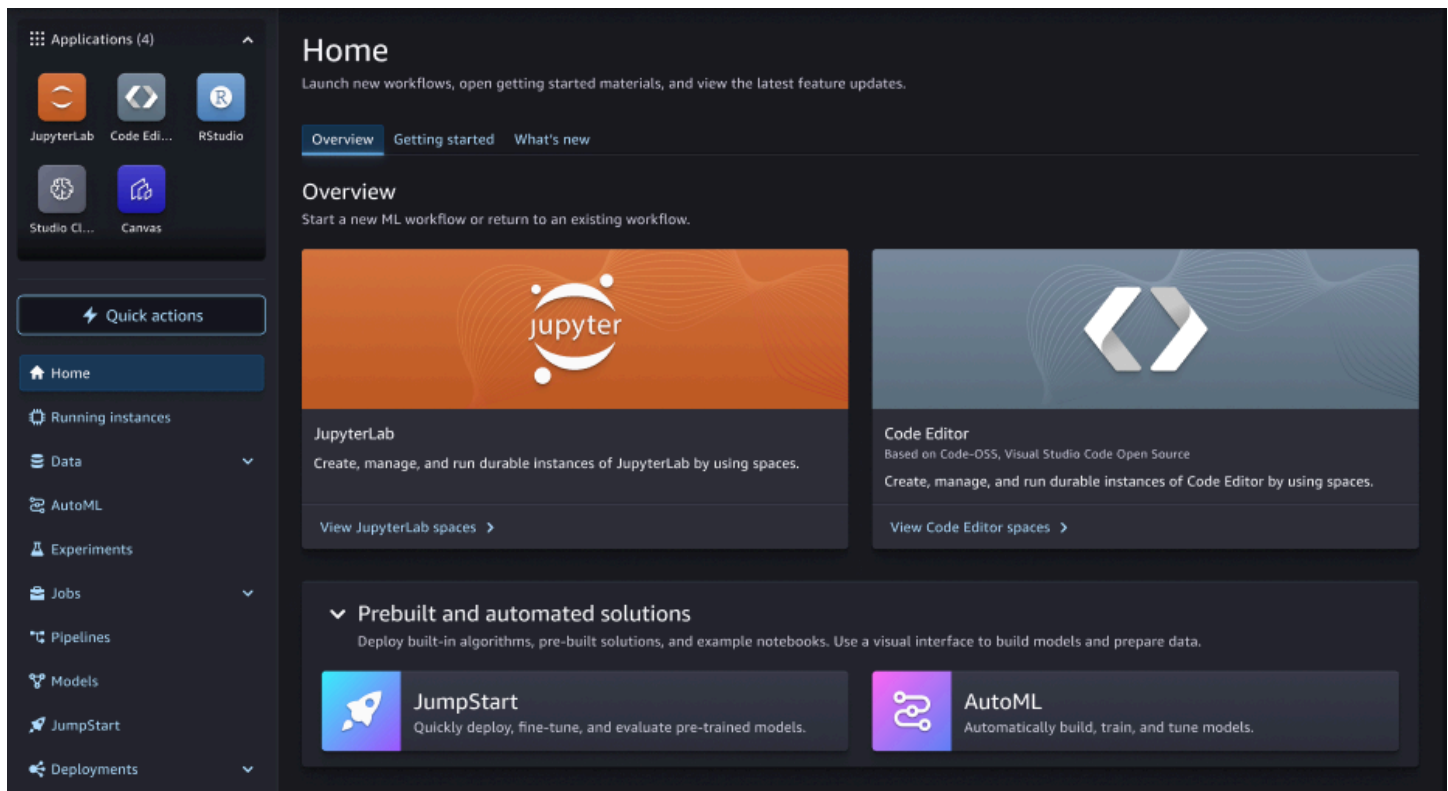 Applications (4)
JupyterLab
Code Edi...
RStudio
Studio Cl...
Canvas
Quick actions
Home
Running instances
Data
AutoML
Experiments
Jobs
Pipelines
Models
JumpStart
Deployments
Home
Launch new workflows, open getting started materials, and view the latest feature updates.
Overview Getting started What's new
Overview
Start a new ML workflow or return to an existing workflow.
jupyter
JupyterLab
Create, manage, and run durable instances of JupyterLab by using spaces.
View JupyterLab spaces
Code Editor
Based on Code-OSS, Visual Studio Code Open Source
Create, manage, and run durable instances of Code Editor by using spaces.
View Code Editor spaces
Prebuilt and automated solutions
Deploy built-in algorithms, pre-built solutions, and example notebooks. Use a visual interface to build models and prepare data.
JumpStart
Quickly deploy, fine-tune, and evaluate pre-trained models.
AutoML
Automatically build, train, and tune models.